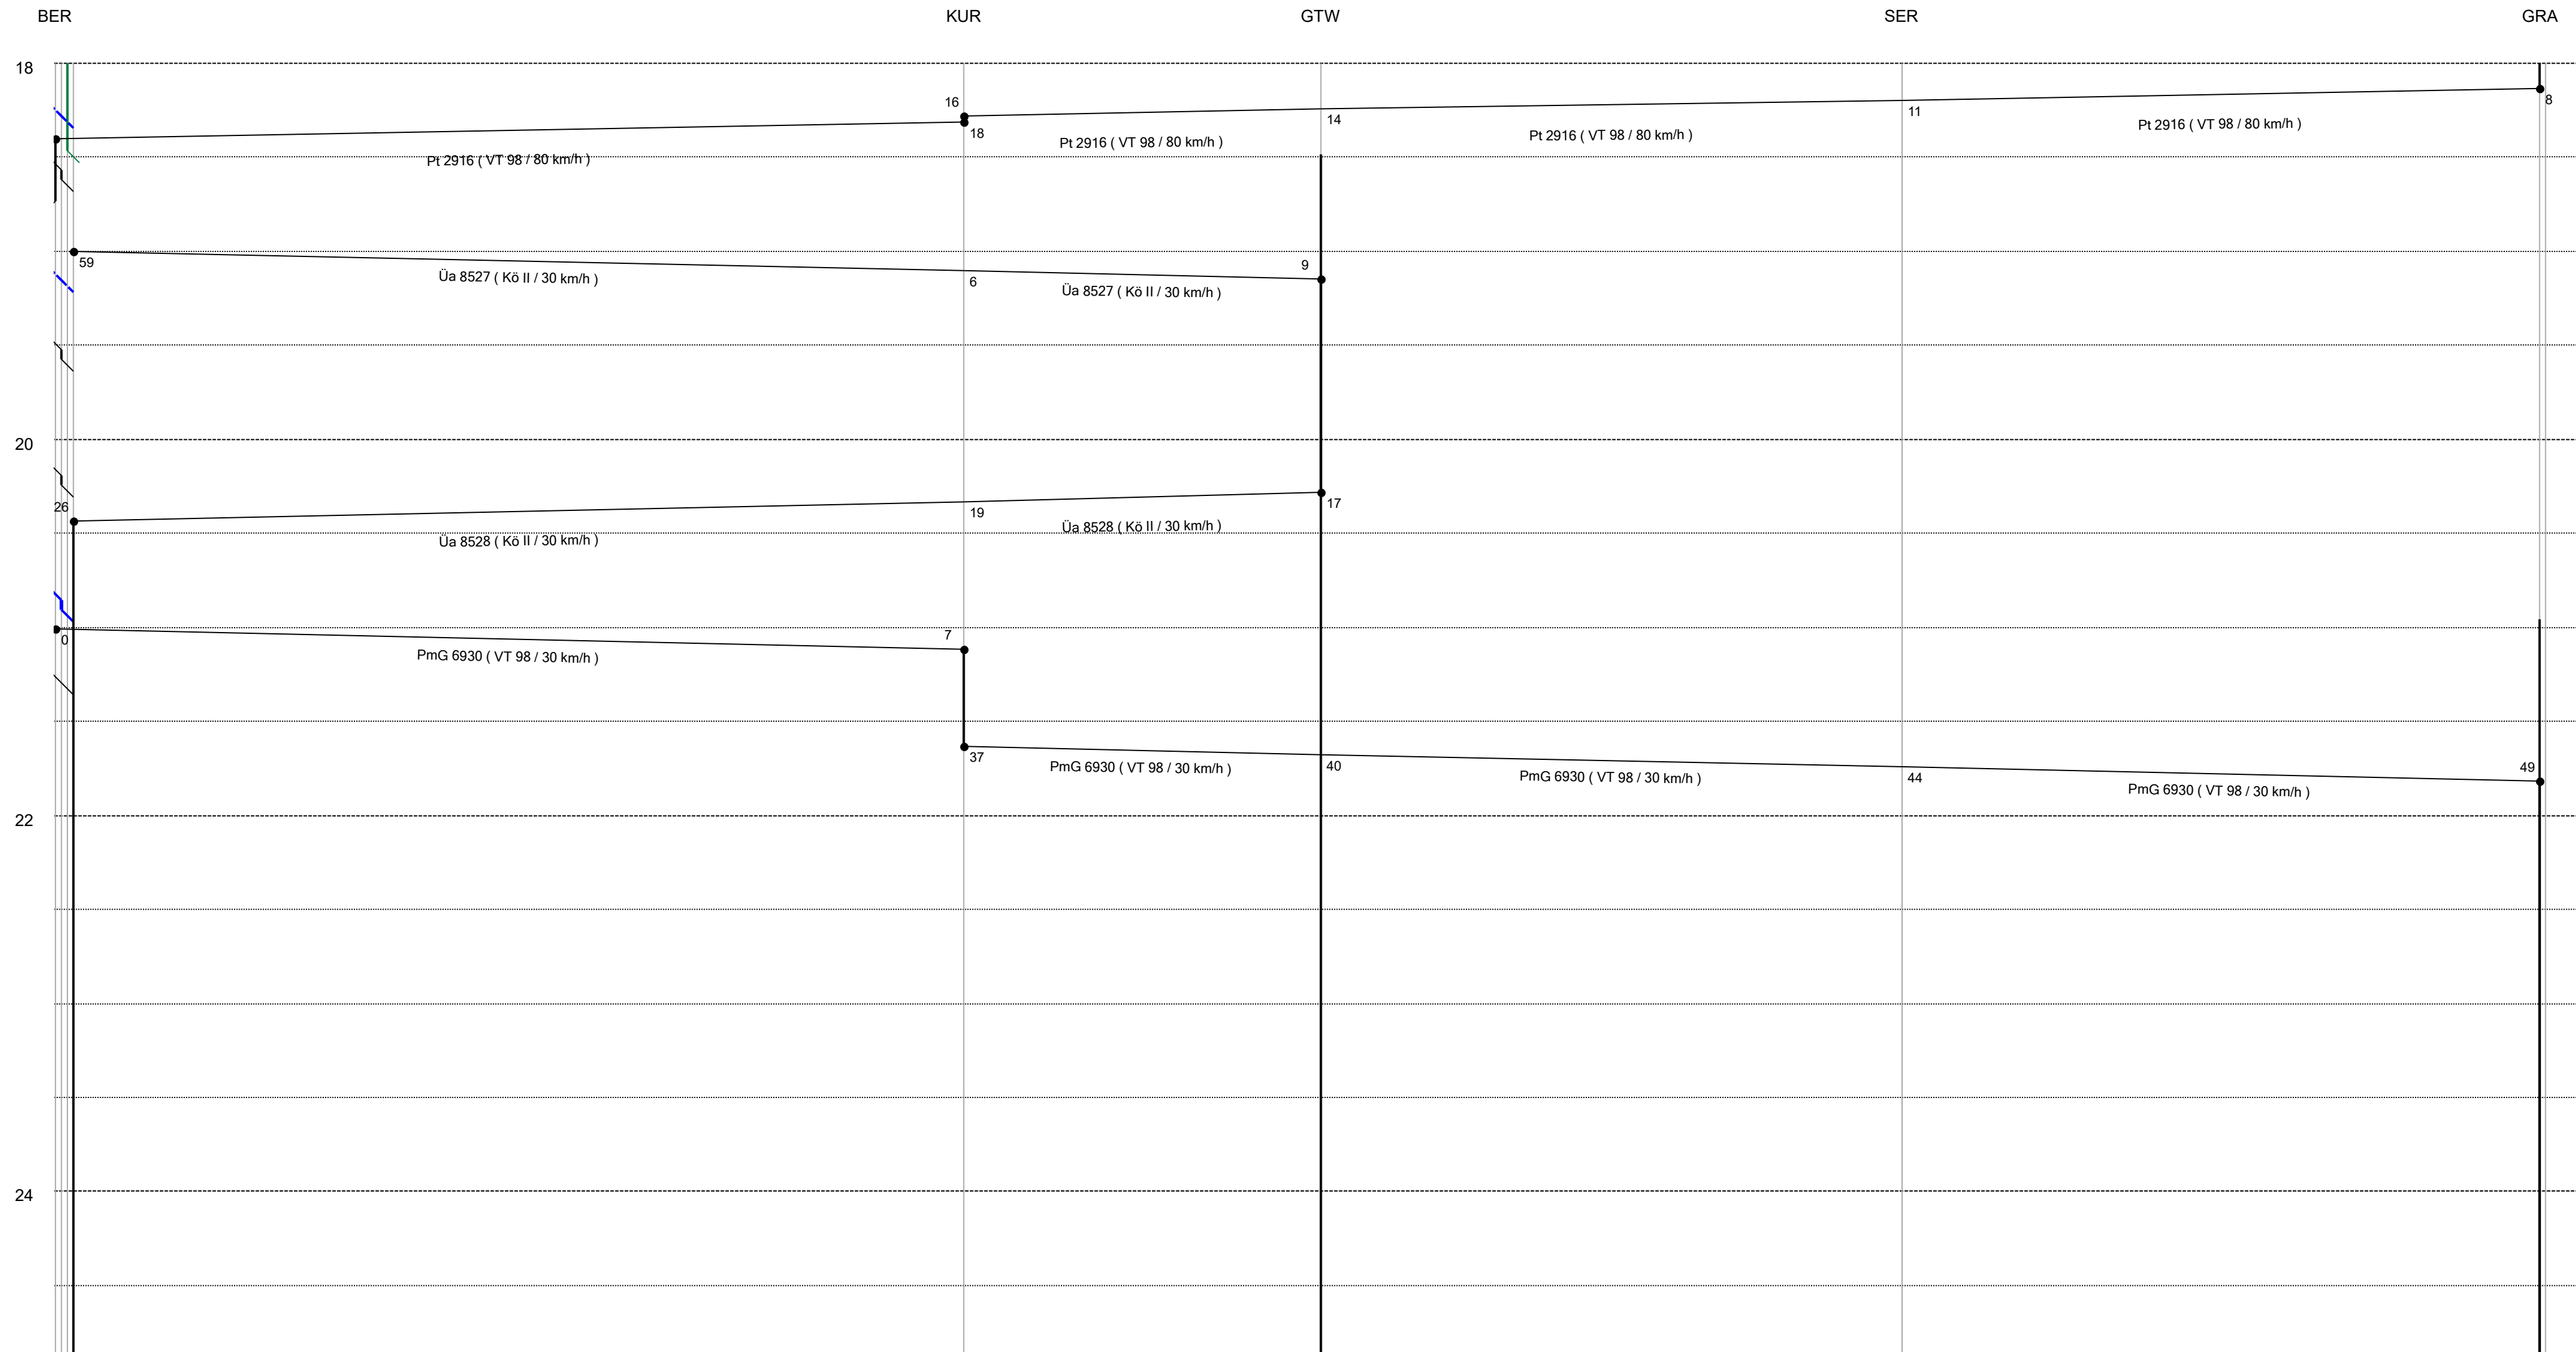 BER KUR GTW SER GRA
18
16
8
18
14
11
Pt 2916 ( VT 98 / 80 km/h )
Pt 2916 ( VT 98 / 80 km/h )
Pt 2916 ( VT 98 / 80 km/h )
Pt 2916 ( VT 98 / 80 km/h )
59
9
6
Üa 8527 ( Kö II / 30 km/h )
Üa 8527 ( Kö II / 30 km/h )
20
26
17
19
Üa 8528 ( Kö II / 30 km/h )
Üa 8528 ( Kö II / 30 km/h )
0
7
PmG 6930 ( VT 98 / 30 km/h )
37
40
44
49
PmG 6930 ( VT 98 / 30 km/h )
PmG 6930 ( VT 98 / 30 km/h )
PmG 6930 ( VT 98 / 30 km/h )
22
24